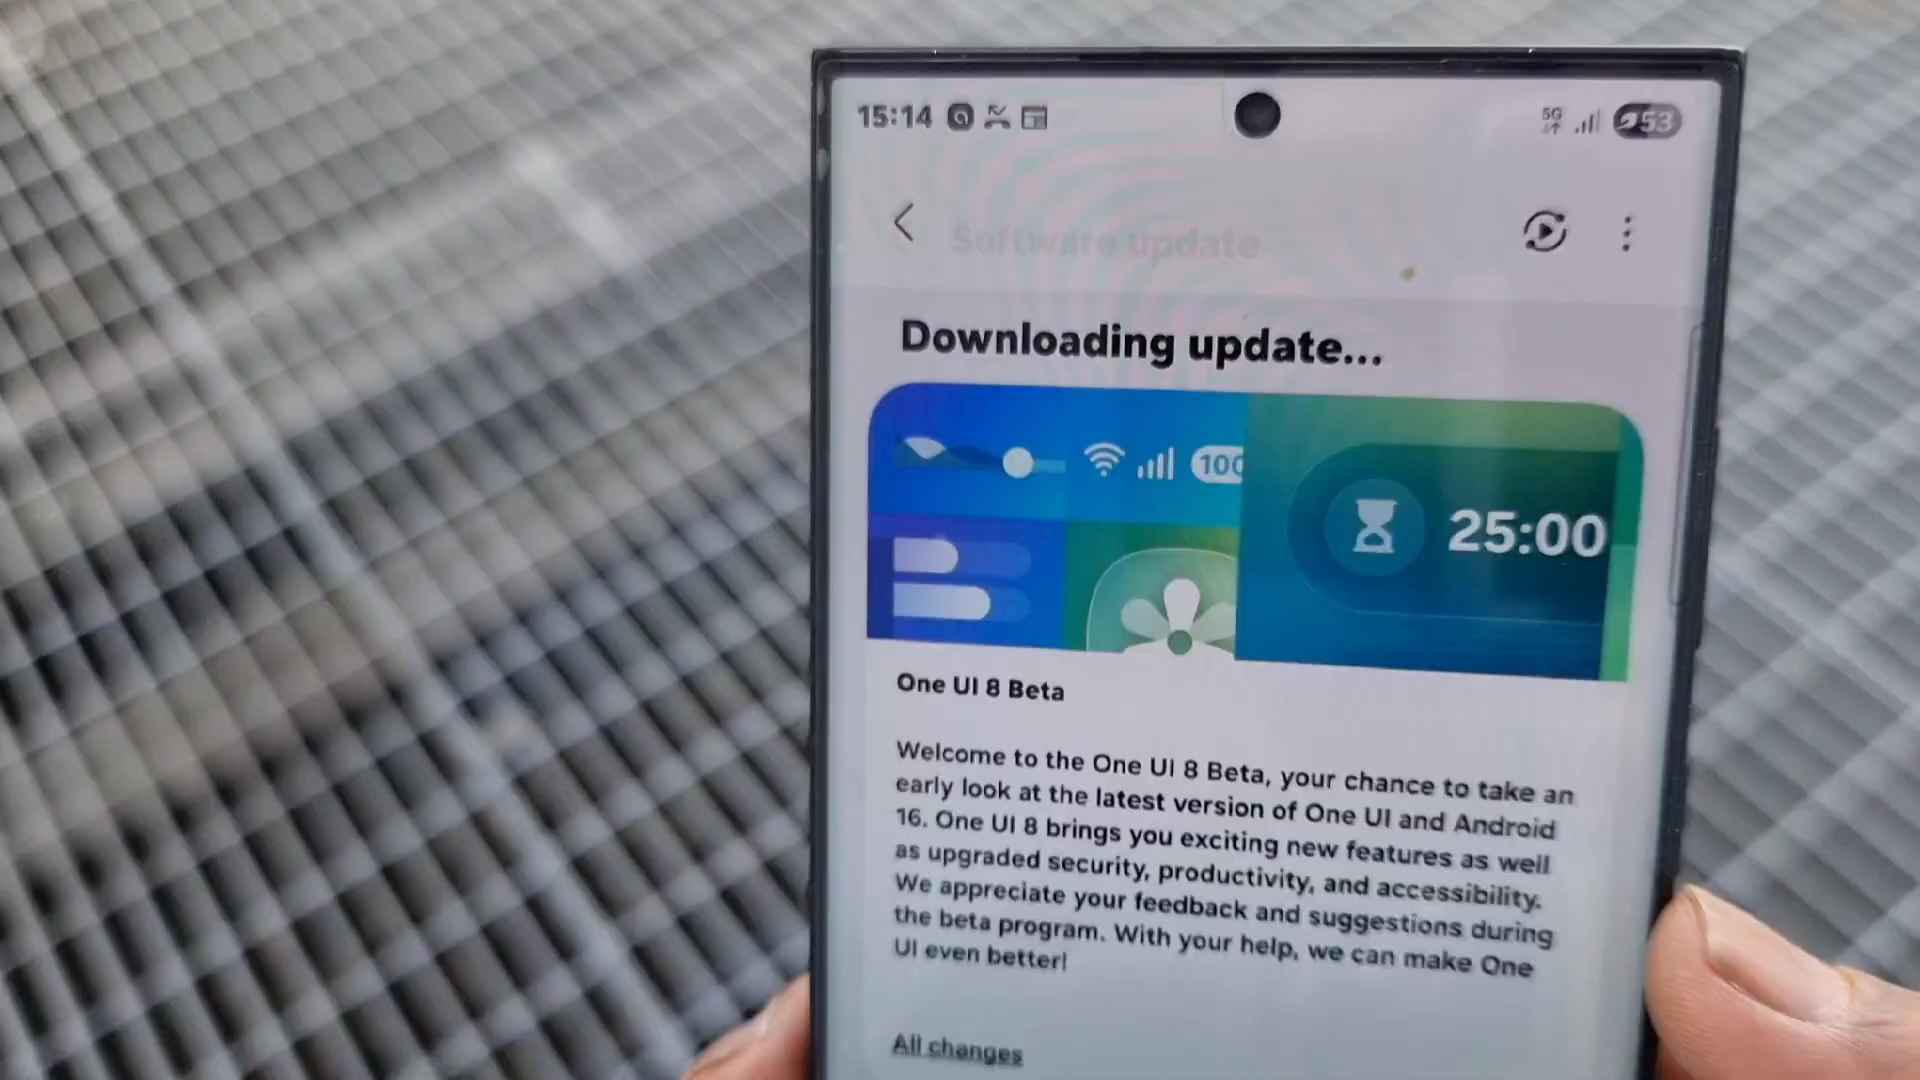 15:14 5G 53
Software update
Downloading update...
100
25:00
One UI 8 Beta
Welcome to the One UI 8 Beta, your chance to take an
early look at the latest version of One UI and Android
16. One UI 8 brings you exciting new features as well
as upgraded security, productivity, and accessibility.
We appreciate your feedback and suggestions during
the beta program. With your help, we can make One
UI even better!
All changes